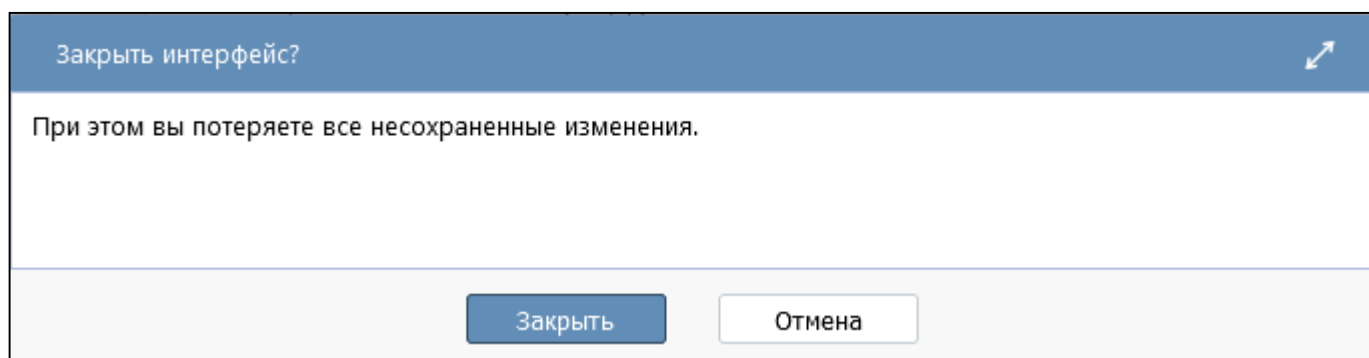 Закрыть интерфейс?
При этом вы потеряете все несохраненные изменения.
Закрыть
Отмена